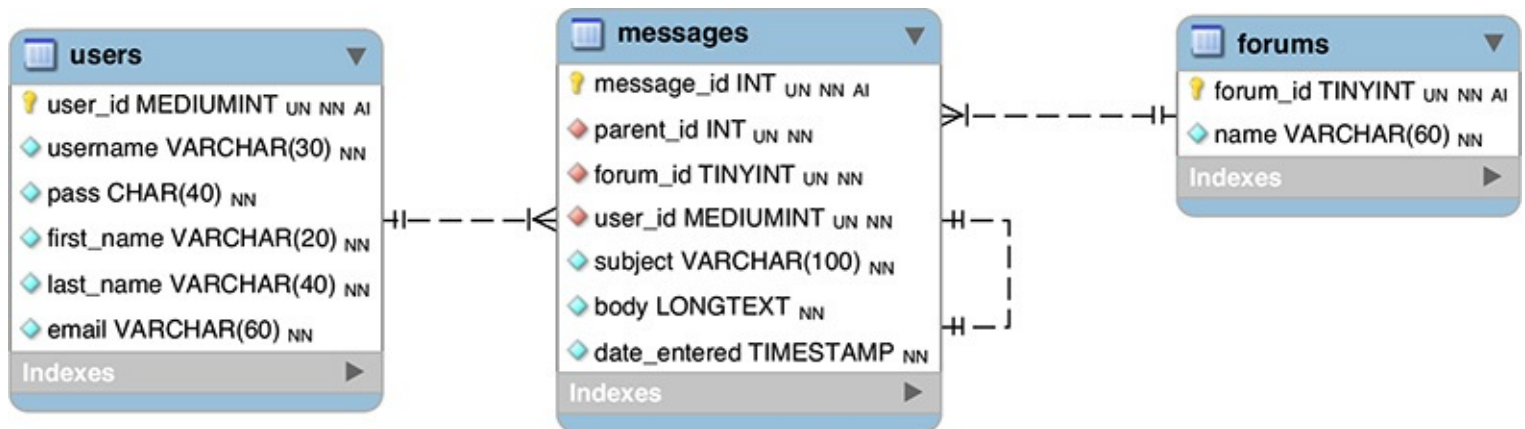 users
user_id MEDIUMINT UN NN AI
username VARCHAR(30) NN
pass CHAR(40) NN
first_name VARCHAR(20) NN
last_name VARCHAR(40) NN
email VARCHAR(60) NN
Indexes
messages
message_id INT UN NN AI
parent_id INT UN NN
forum_id TINYINT UN NN
user_id MEDIUMINT UN NN
subject VARCHAR(100) NN
body LONGTEXT NN
date_entered TIMESTAMP NN
Indexes
forums
forum_id TINYINT UN NN AI
name VARCHAR(60) NN
Indexes